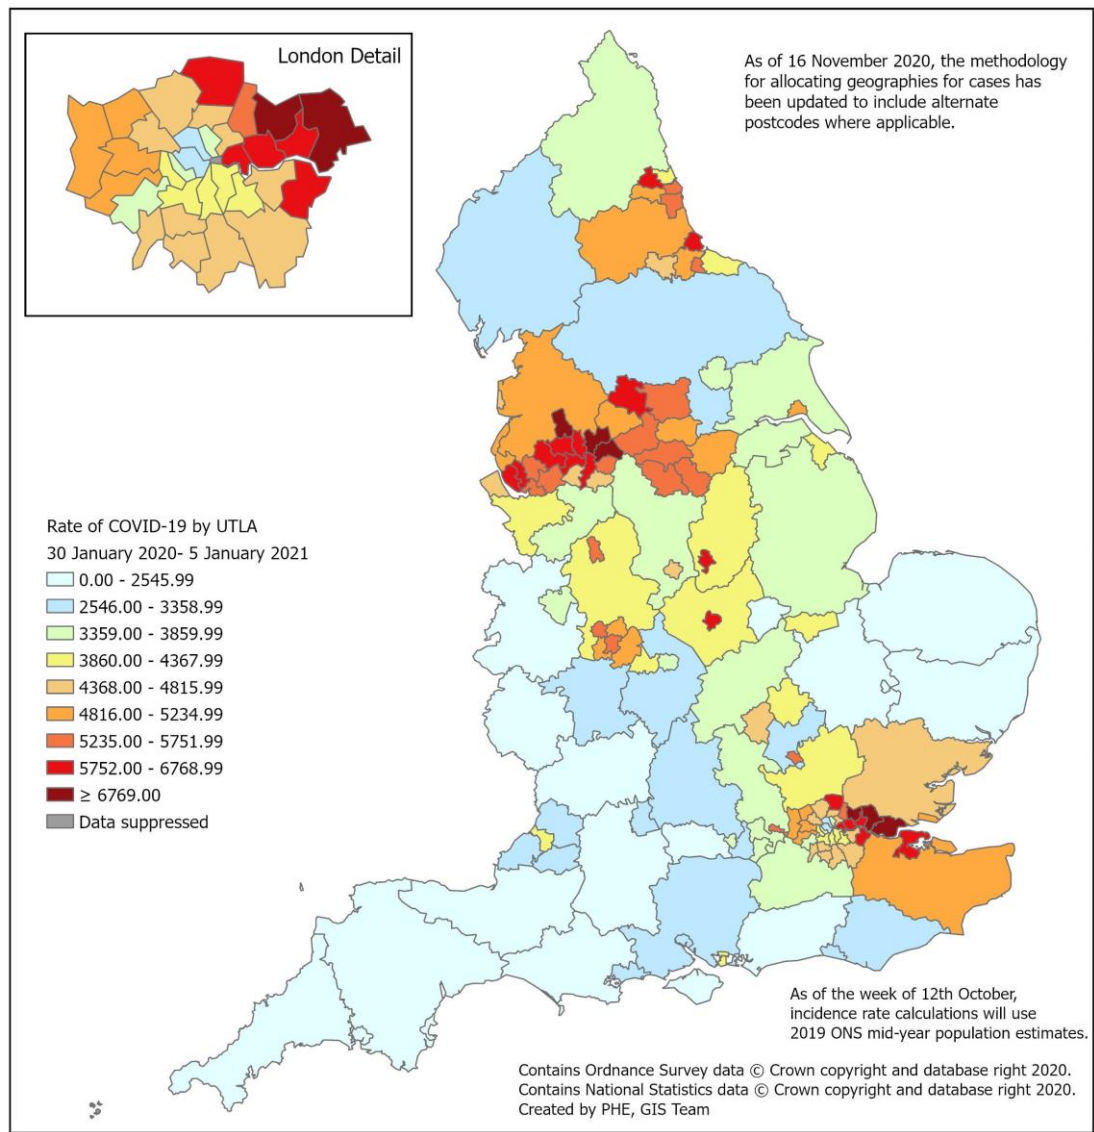 London Detail
As of 16 November 2020, the methodology
for allocating geographies for cases has
been updated to include alternate
postcodes where applicable.
Rate of COVID-19 by UTLA
30 January 2020- 5 January 2021
0.00 - 2545.99
2546.00 - 3358.99
3359.00 - 3859.99
3860.00 - 4367.99
4368.00 - 4815.99
4816.00 - 5234.99
5235.00 - 5751.99
5752.00 - 6768.99
≥ 6769.00
Data suppressed
As of the week of 12th October,
incidence rate calculations will use
2019 ONS mid-year population estimates.
Contains Ordnance Survey data © Crown copyright and database right 2020.
Contains National Statistics data © Crown copyright and database right 2020.
Created by PHE, GIS Team